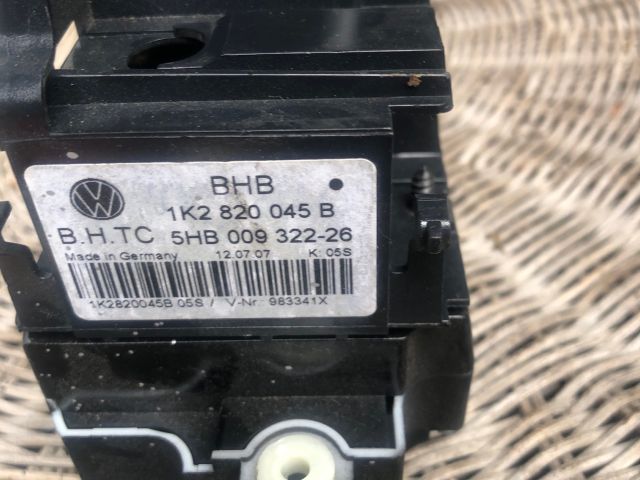 BHB
1K2 820 045 B
B.H.TC 5HB 009 322-26
Made in Germany 12.07.07 K: 05S
1K2820045B 05S / V-Nr.: 983341X